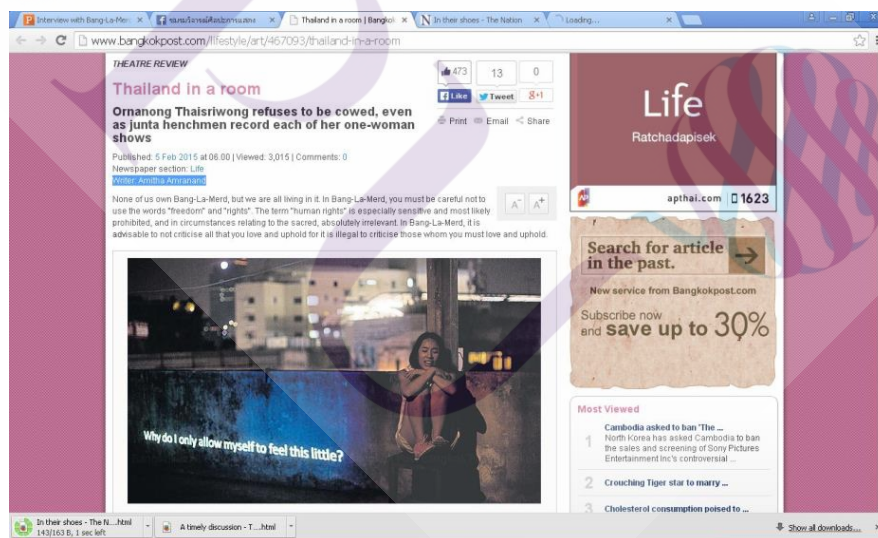 Interview with Bang-La-Mer
Thailand in a room | Bangkok
In their shoes - The Nation
Loading...
www.bangkokpost.com/lifestyle/art/467093/thailand-in-a-room
THEATRE REVIEW
473
13
0
Like
Tweet
g+1
Thailand in a room
Ornanong Thaisriwong refuses to be cowed, even
as junta henchmen record each of her one-woman
shows
Print
Email
Share
Published: 5 Feb 2015 at 06.00 | Viewed: 3,015 | Comments: 0
Newspaper section: Life
Writer: Amitha Amranand
None of us own Bang-La-Merd, but we are all living in it. In Bang-La-Merd, you must be careful not to
use the words "freedom" and "rights". The term "human rights" is especially sensitive and most likely
prohibited, and in circumstances relating to the sacred, absolutely irrelevant. In Bang-La-Merd, it is
advisable to not criticise all that you love and uphold for it is illegal to criticise those whom you must love and uphold.
A-
A+
Why do I only allow myself to feel this little?
Life
Ratchadapisek
AP
apthai.com
1623
Search for article
in the past.
New service from Bangkokpost.com
Subscribe now
and save up to 30%
Most Viewed
1
Cambodia asked to ban 'The ...
North Korea has asked Cambodia to ban
the sales and screening of Sony Pictures
Entertainment Inc's controversial ...
2
Crouching Tiger star to marry ...
3
Cholesterol consumption poised to ...
In their shoes - The N....html
143/163 B, 1 sec left
A timely discussion - T....html
Show all downloads...